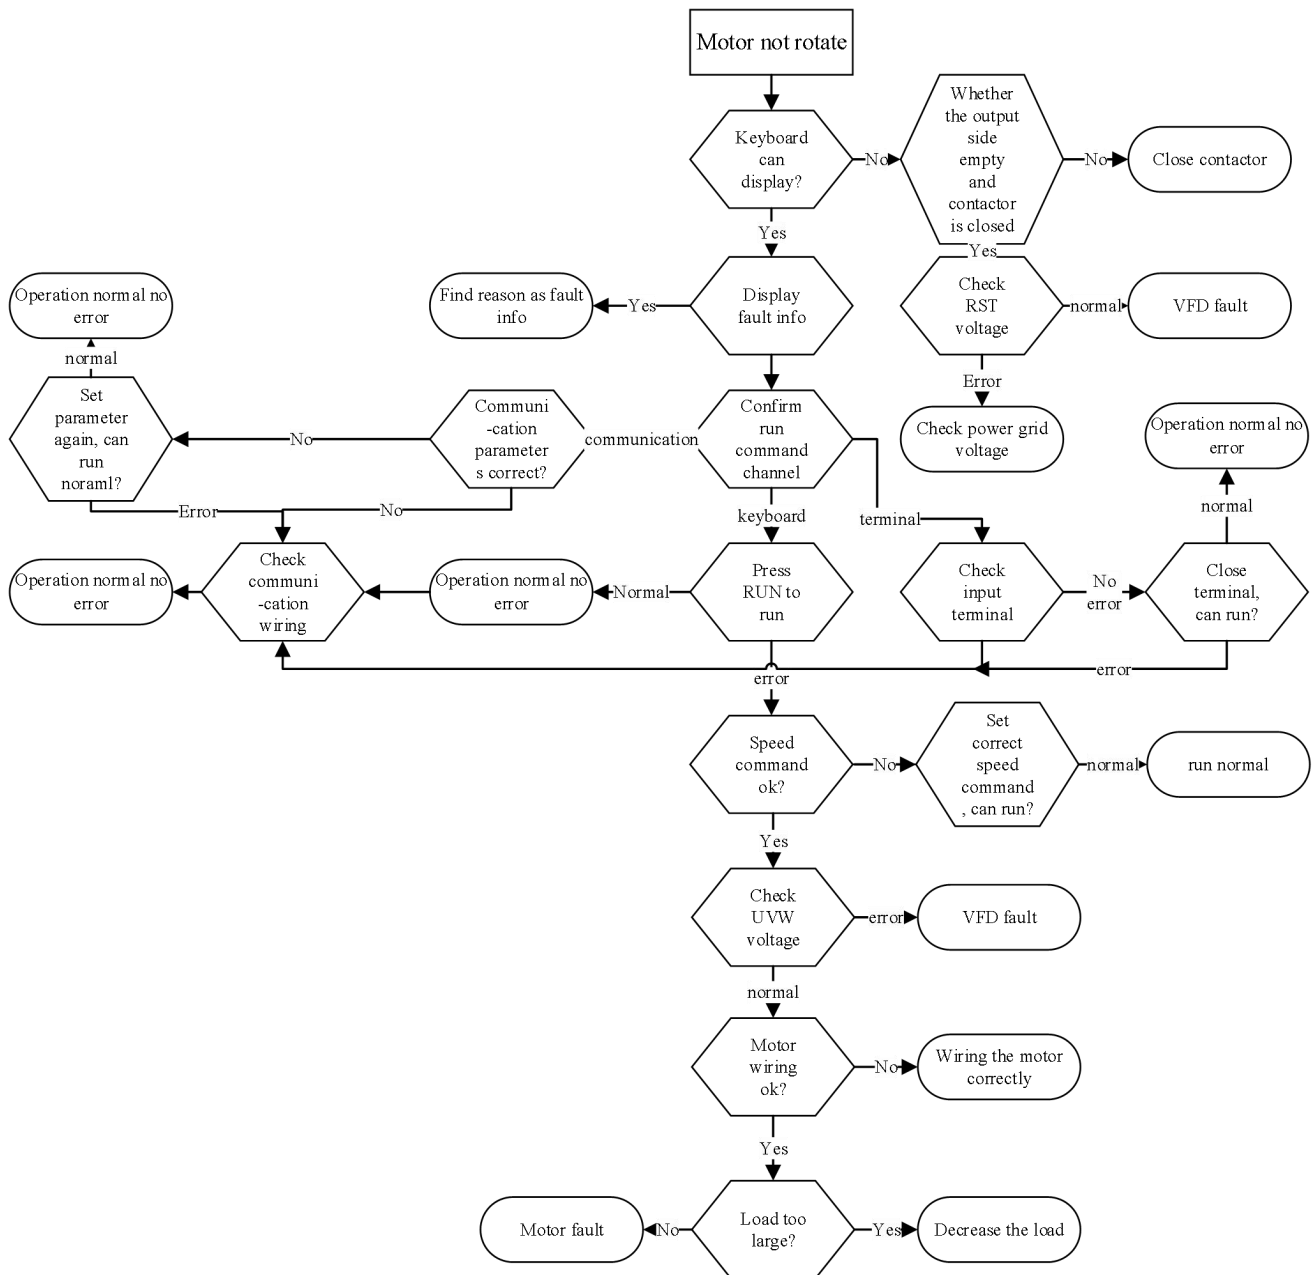 Motor not rotate
Keyboard
can
display?
No
Whether
the output
side
empty
and
contactor
is closed
No
Close contactor
Yes
Yes
Operation normal no
error
Find reason as fault
info
Yes
Display
fault info
Check
RST
voltage
normal
VFD fault
normal
Error
Set
parameter
again, can
run
noraml?
No
Communi
-cation
parameter
s correct?
communication
Confirm
run
command
channel
Check power grid
voltage
Operation normal no
error
Error
No
keyboard
terminal
normal
Operation normal no
error
Check
communi
-cation
wiring
Operation normal no
error
Normal
Press
RUN to
run
Check
input
terminal
No
error
Close
terminal,
can run?
error
error
Speed
command
ok?
No
Set
correct
speed
command
, can run?
normal
run normal
Yes
Check
UVW
voltage
error
VFD fault
normal
Motor
wiring
ok?
No
Wiring the motor
correctly
Yes
Motor fault
No
Load too
large?
Yes
Decrease the load